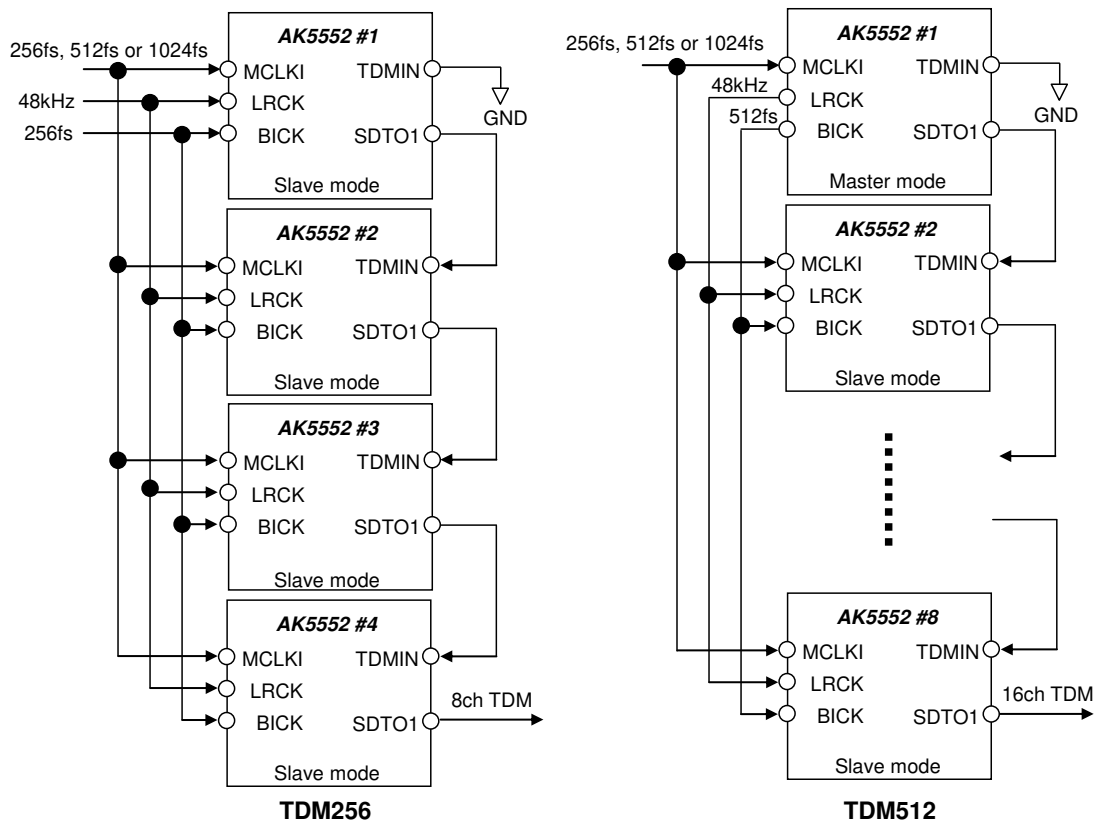 AK5552 #1
256fs, 512fs or 1024fs
MCLKI
TDMIN
48kHz
LRCK
GND
256fs
BICK
SDTO1
Slave mode
AK5552 #2
MCLKI
TDMIN
LRCK
BICK
SDTO1
Slave mode
AK5552 #3
MCLKI
TDMIN
LRCK
BICK
SDTO1
Slave mode
AK5552 #4
MCLKI
TDMIN
LRCK
8ch TDM
BICK
SDTO1
Slave mode
TDM256
AK5552 #1
256fs, 512fs or 1024fs
MCLKI
TDMIN
48kHz
LRCK
GND
512fs
BICK
SDTO1
Master mode
AK5552 #2
MCLKI
TDMIN
LRCK
BICK
SDTO1
Slave mode
AK5552 #8
MCLKI
TDMIN
LRCK
16ch TDM
BICK
SDTO1
Slave mode
TDM512